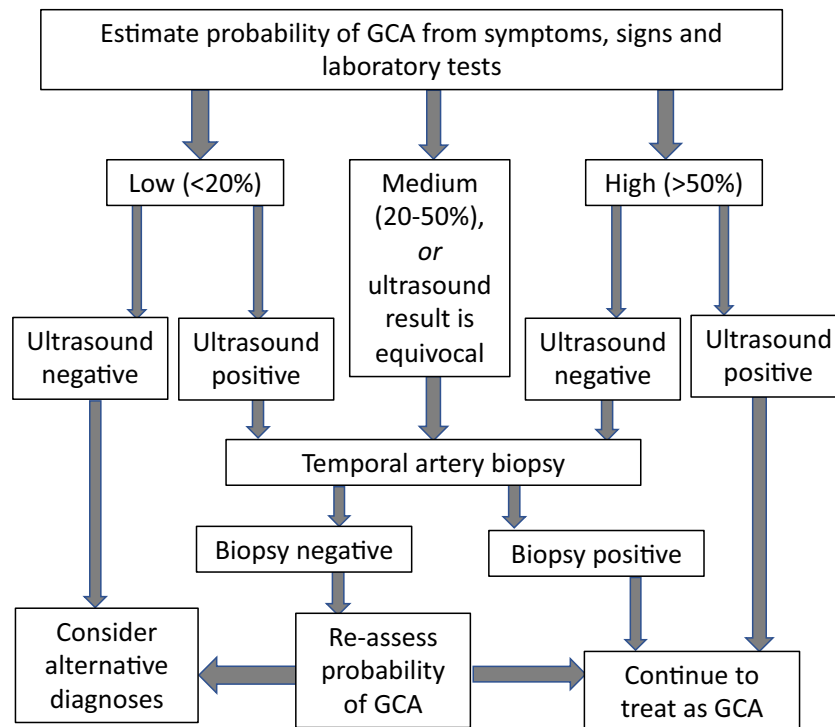 Estimate probability of GCA from symptoms, signs and
laboratory tests
Low (<20%)
Medium
(20-50%),
or
ultrasound
result is
equivocal
High (>50%)
Ultrasound
negative
Ultrasound
positive
Ultrasound
negative
Ultrasound
positive
Temporal artery biopsy
Biopsy negative
Biopsy positive
Consider
alternative
diagnoses
Re-assess
probability
of GCA
Continue to
treat as GCA